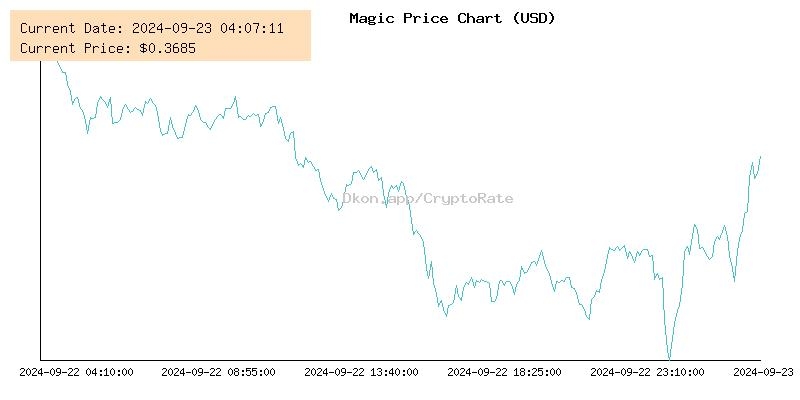 Magic Price Chart (USD)
Current Date: 2024-09-23 04:07:11
Current Price: $0.3685
Dkon.app/CryptoRate
2024-09-22 04:10:00 2024-09-22 08:55:00 2024-09-22 13:40:00 2024-09-22 18:25:00 2024-09-22 23:10:00 2024-09-23